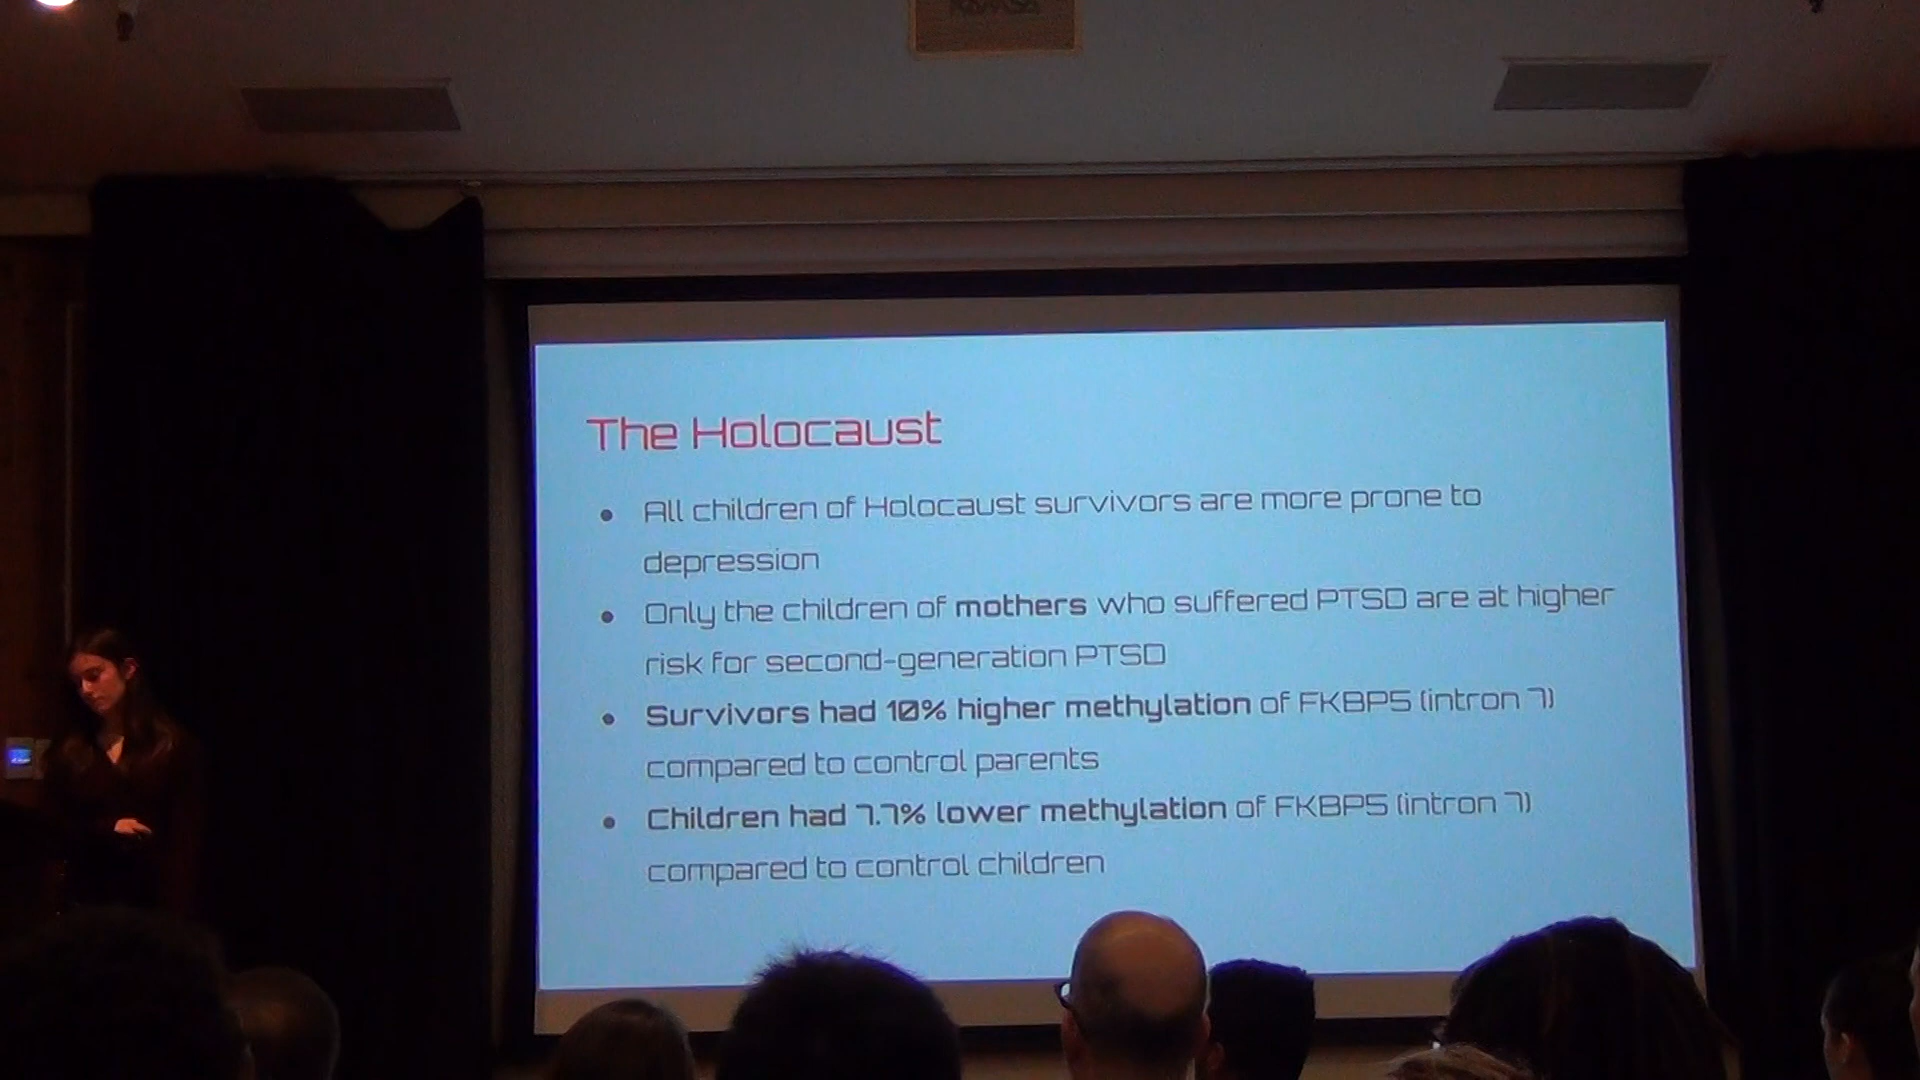 The Holocaust
● All children of Holocaust survivors are more prone to
depression
● Only the children of mothers who suffered PTSD are at higher
risk for second-generation PTSD
● Survivors had 10% higher methylation of FKBP5 (intron 7)
compared to control parents
● Children had 7.7% lower methylation of FKBP5 (intron 7)
compared to control children